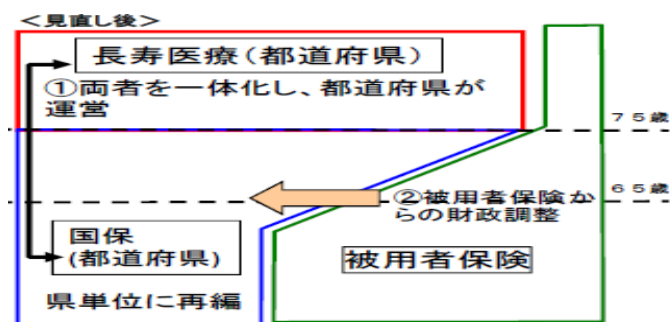 ＜見直し後＞
長寿医療(都道府県)
①両者を一体化し、都道府県が
運営
７５歳
６５歳
②被用者保険か
らの財政調整
国保
(都道府県)
被用者保険
県単位に再編